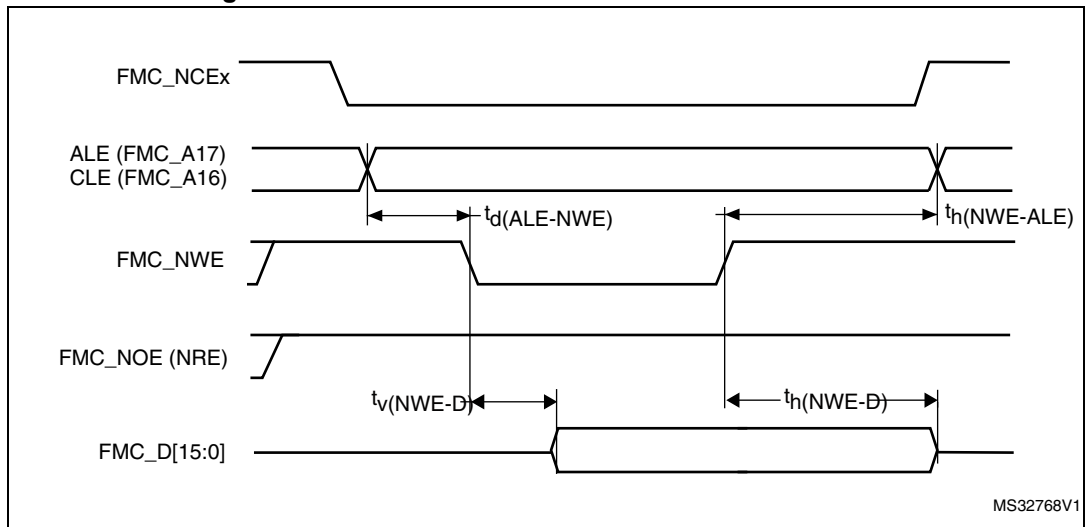 FMC_NCEx
ALE (FMC_A17)
CLE (FMC_A16)
td(ALE-NWE)
th(NWE-ALE)
FMC_NWE
FMC_NOE (NRE)
tv(NWE-D)
th(NWE-D)
FMC_D[15:0]
MS32768V1